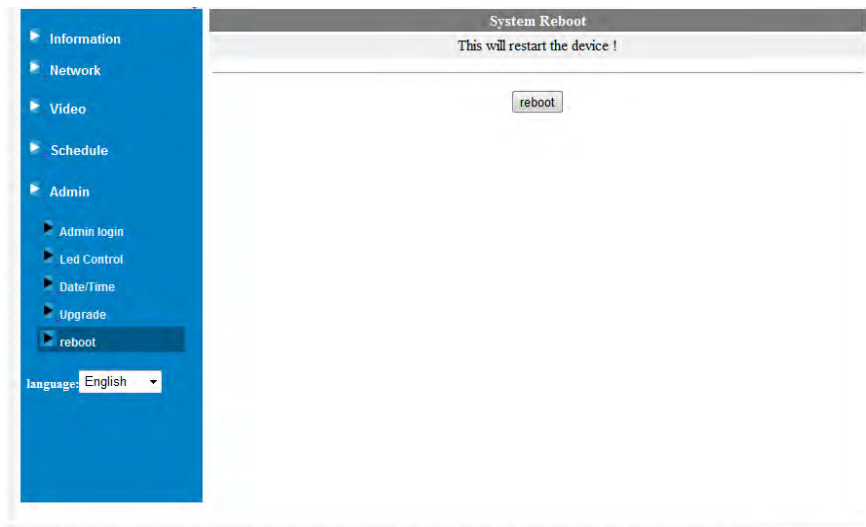 Information
Network
Video
Schedule
Admin
Admin login
Led Control
Date/Time
Upgrade
reboot
language: English
System Reboot
This will restart the device !
reboot